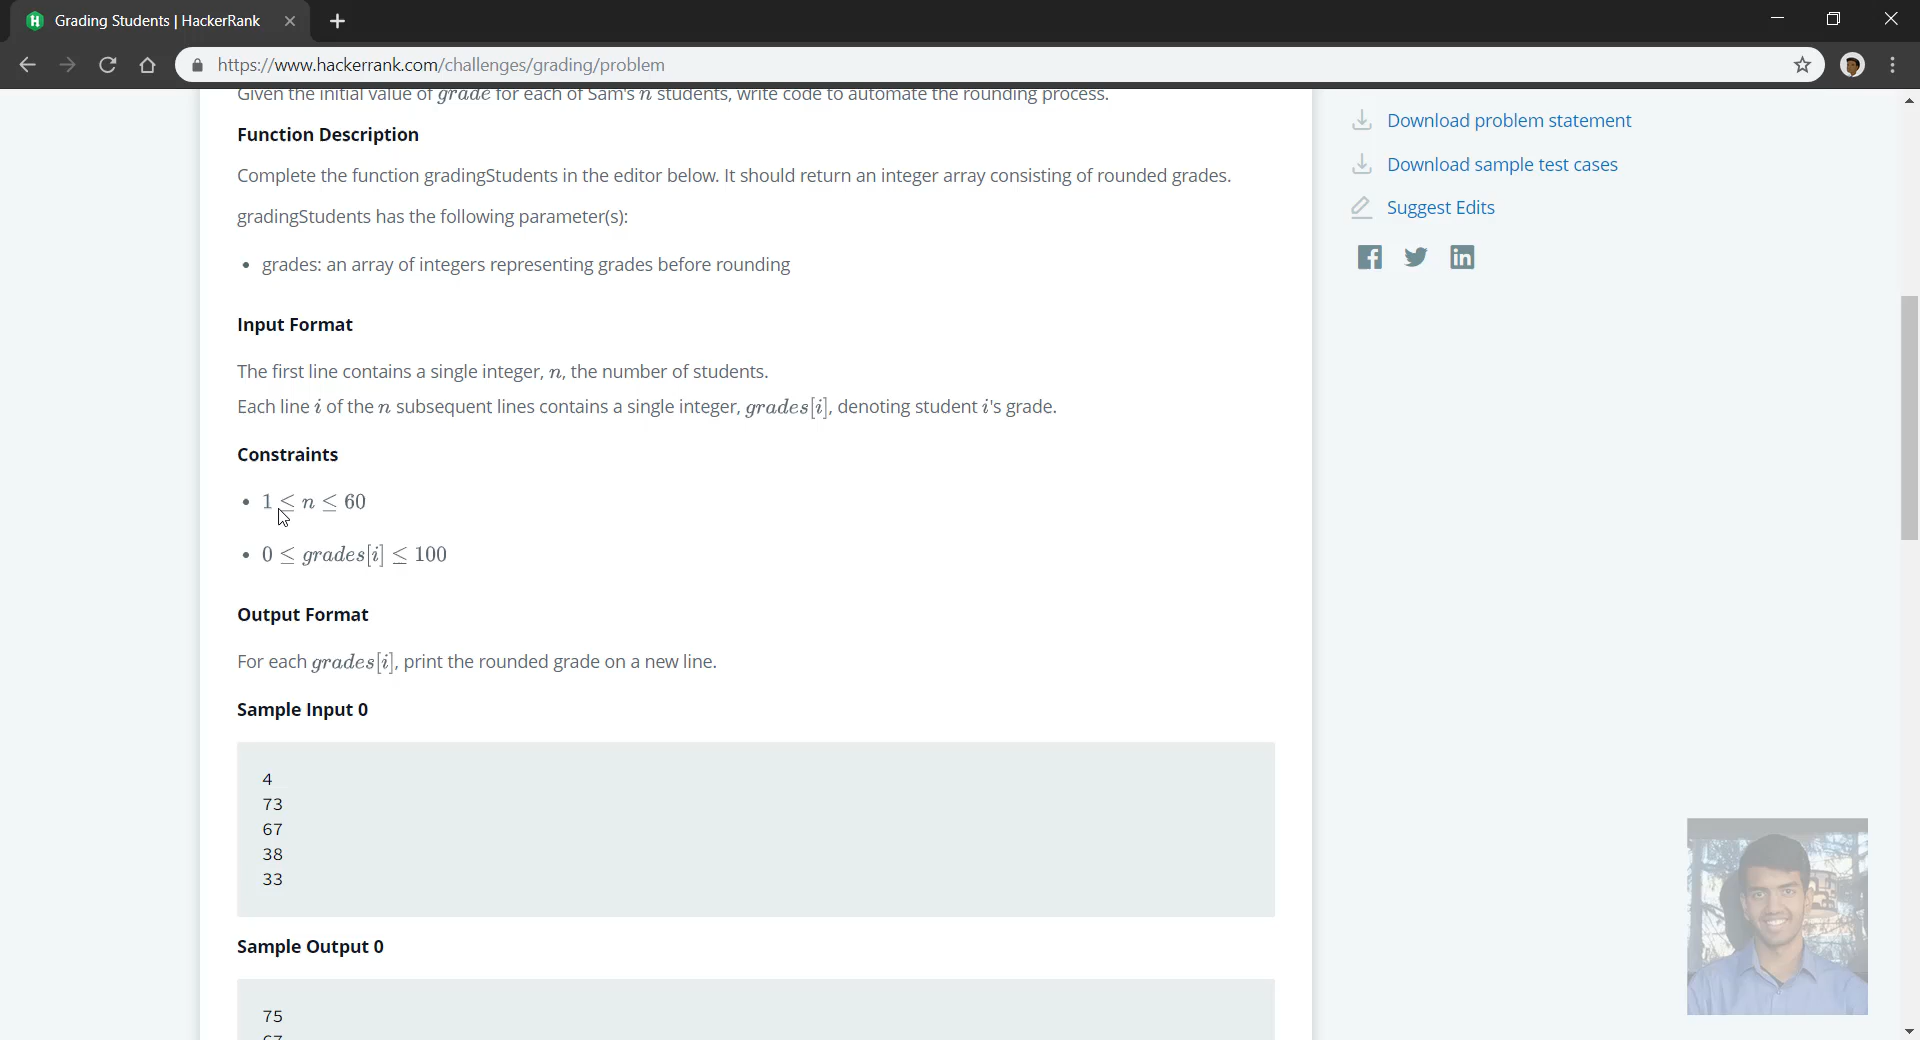 Grading Students | HackerRank
https://www.hackerrank.com/challenges/grading/problem
Given the initial value of grade for each of Sam's n students, write code to automate the rounding process.
Function Description
Complete the function gradingStudents in the editor below. It should return an integer array consisting of rounded grades.
gradingStudents has the following parameter(s):
• grades: an array of integers representing grades before rounding
Input Format
The first line contains a single integer, n, the number of students.
Each line i of the n subsequent lines contains a single integer, grades[i], denoting student i's grade.
Constraints
• 1 ≤ n ≤ 60
• 0 ≤ grades[i] ≤ 100
Output Format
For each grades[i], print the rounded grade on a new line.
Sample Input 0
4
73
67
38
33
Sample Output 0
75
67
Download problem statement
Download sample test cases
Suggest Edits